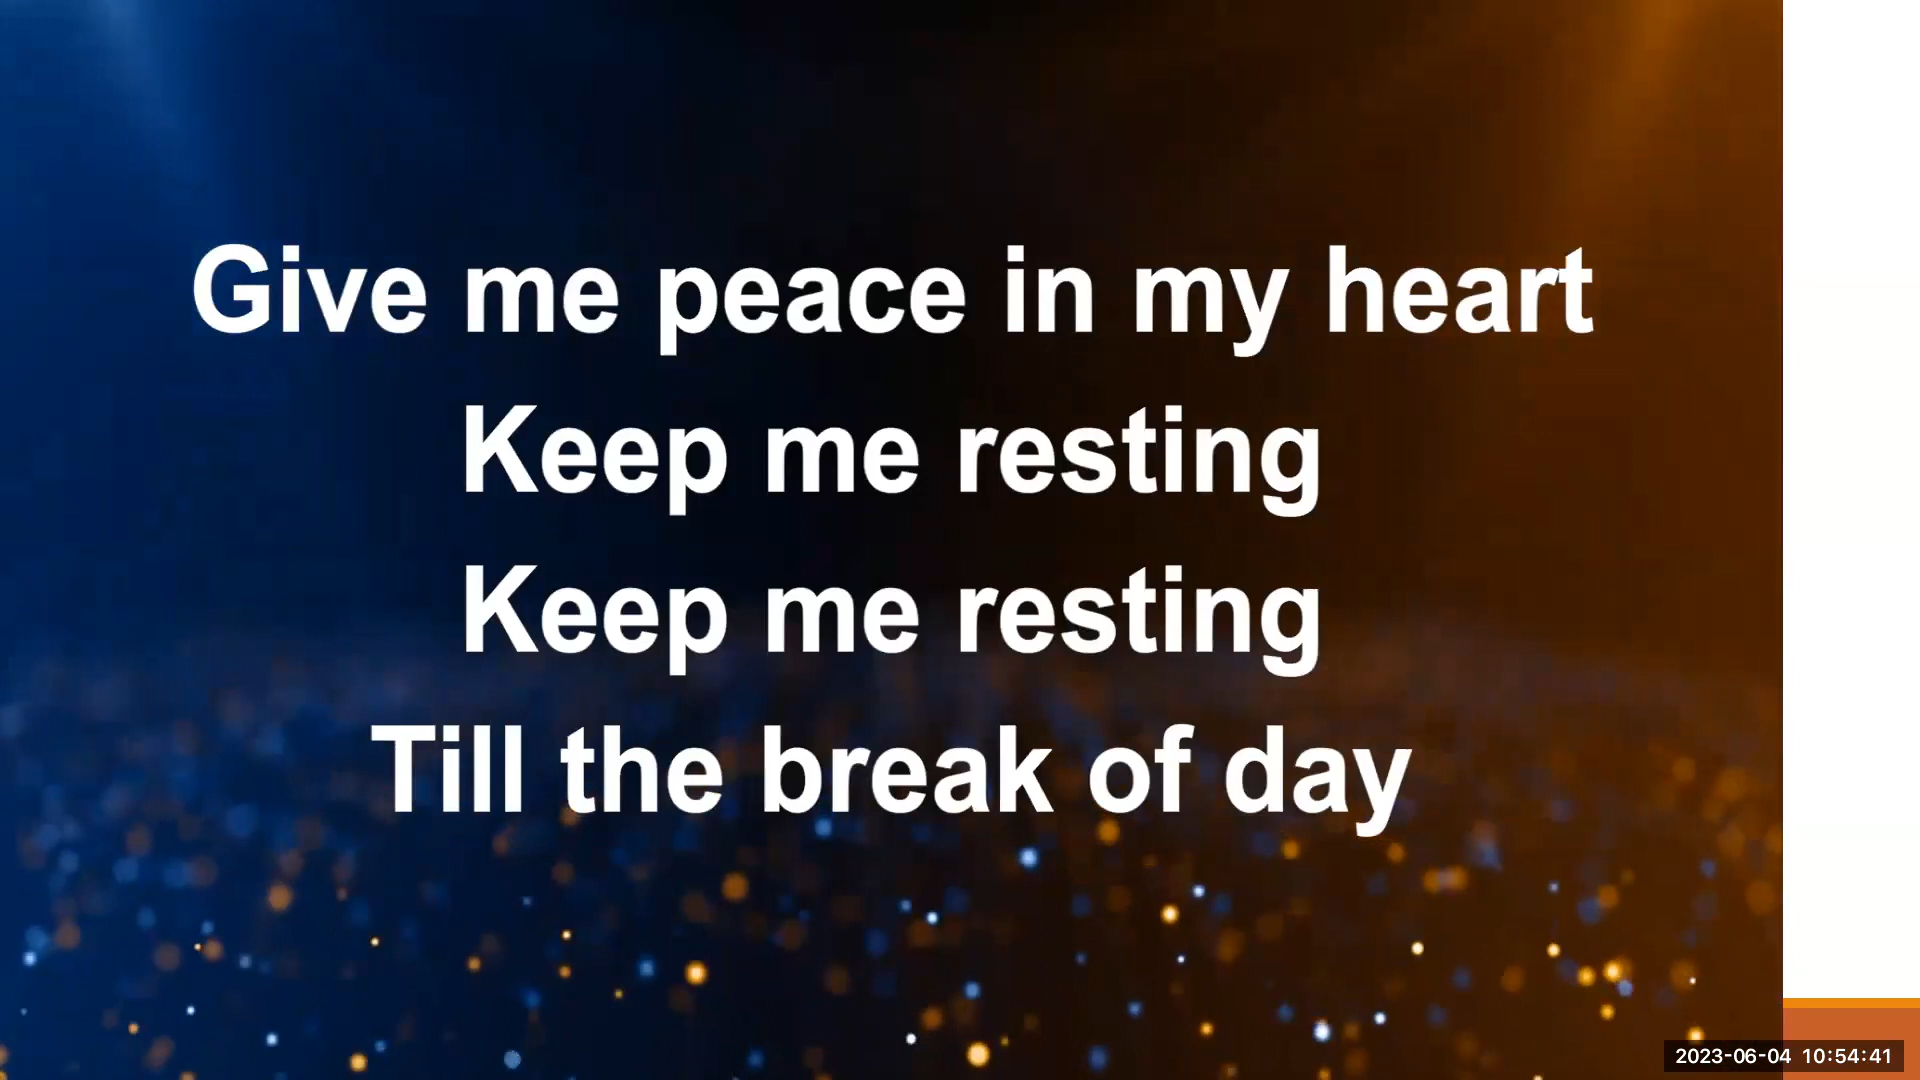 Give me peace in my heart
Keep me resting
Keep me resting
Till the break of day
2023-06-04 10:54:41